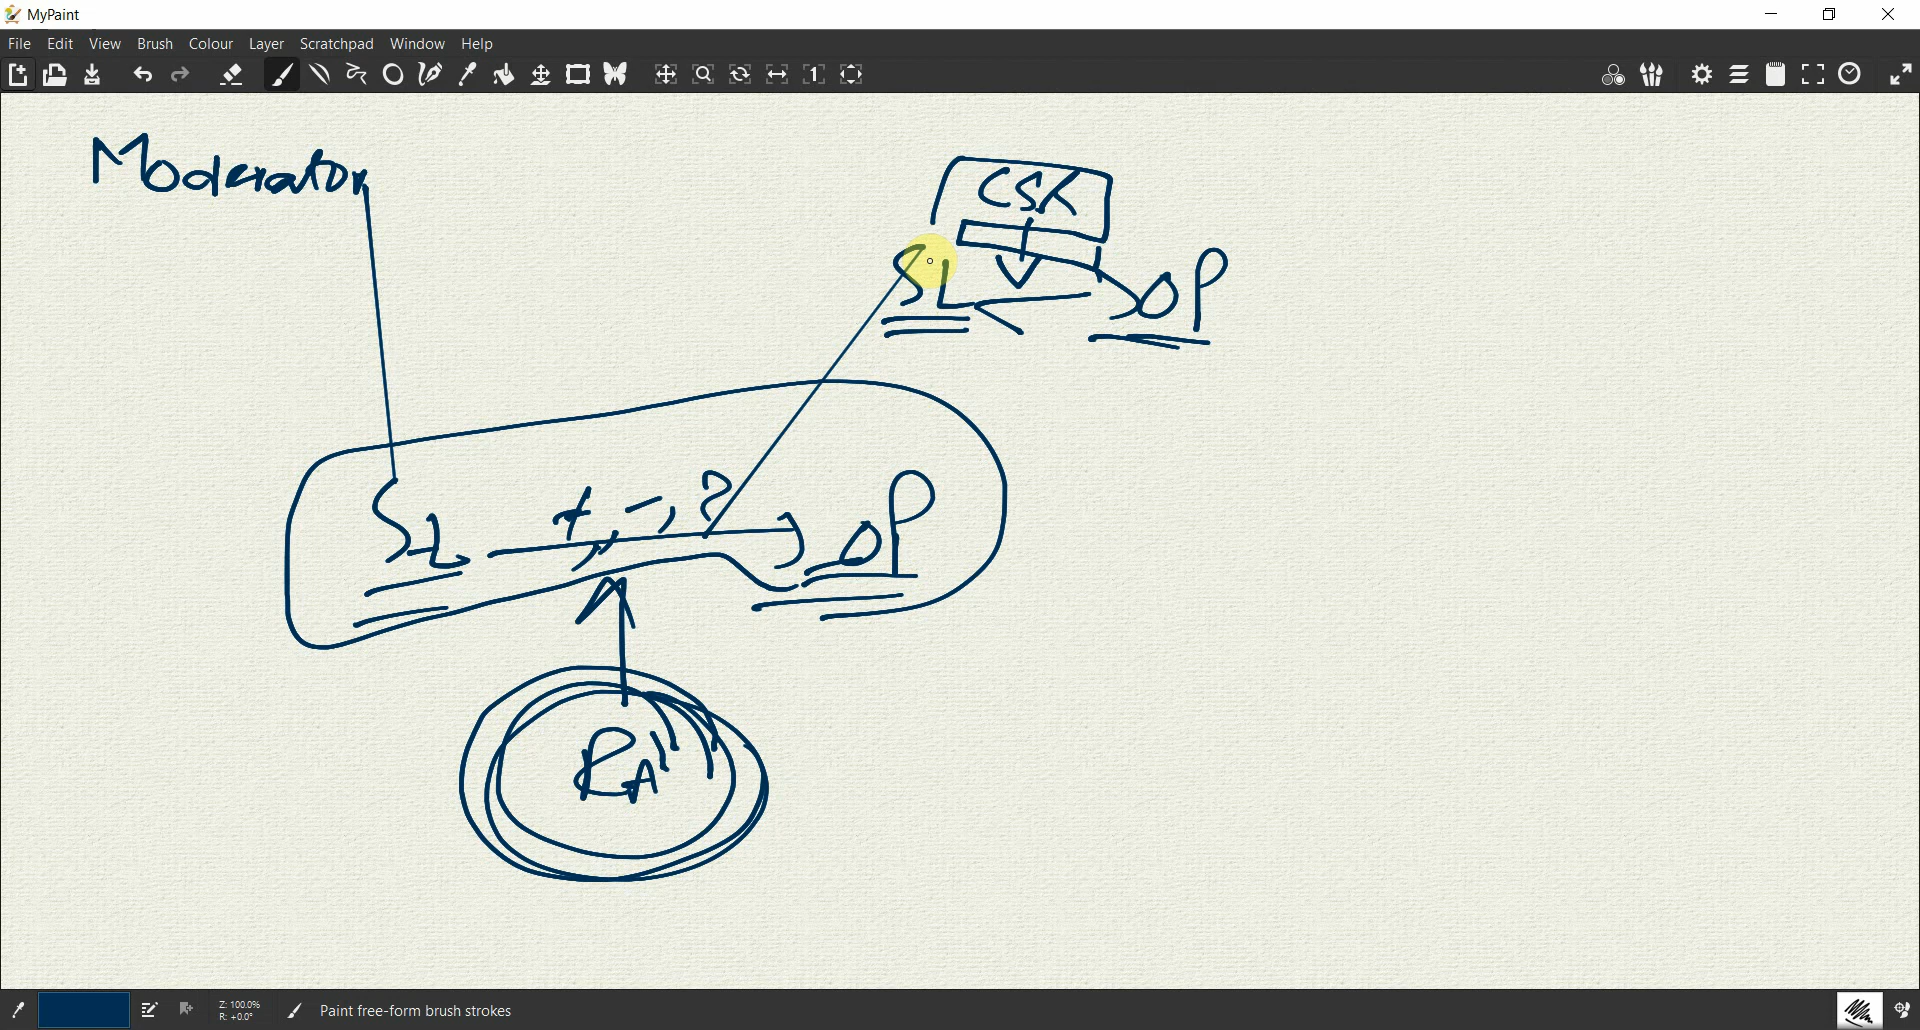 MyPaint
File Edit View Brush Colour Layer Scratchpad Window Help
Moderator
CSK
SL OP
SL +, -, ? OP
PA
Z: 100.0%
R: +0.0°
Paint free-form brush strokes